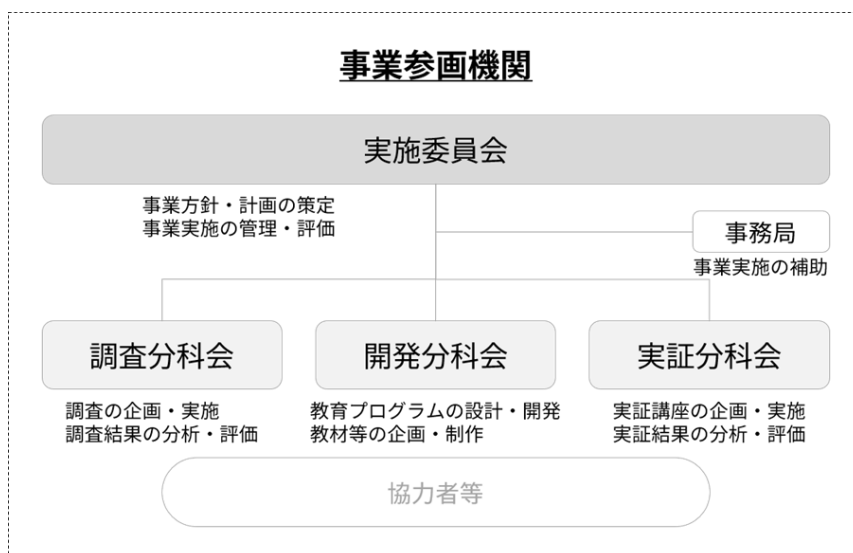 事業参画機関
実施委員会
事業方針・計画の策定
事業実施の管理・評価
事務局
事業実施の補助
調査分科会
調査の企画・実施
調査結果の分析・評価
開発分科会
教育プログラムの設計・開発
教材等の企画・制作
実証分科会
実証講座の企画・実施
実証結果の分析・評価
協力者等